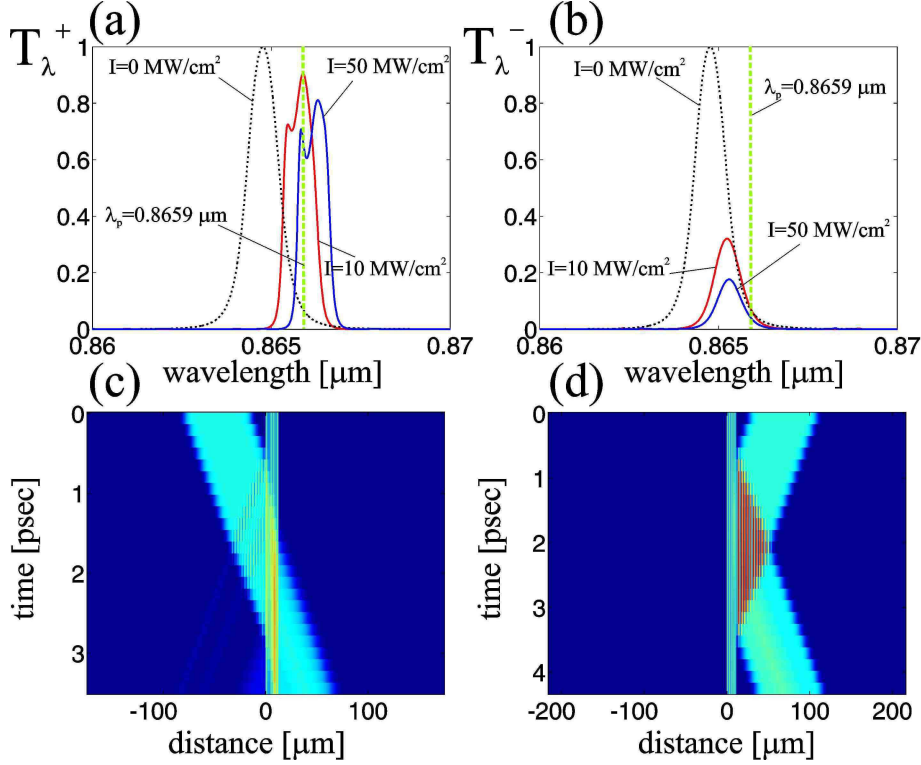 (a)
T_λ^+
I=0 MW/cm²
I=50 MW/cm²
λ_p=0.8659 μm
I=10 MW/cm²
1
0.8
0.6
0.4
0.2
0
0.86
0.865
0.87
wavelength [μm]
(b)
T_λ^-
I=0 MW/cm²
λ_p=0.8659 μm
I=50 MW/cm²
I=10 MW/cm²
1
0.8
0.6
0.4
0.2
0
0.86
0.865
0.87
wavelength [μm]
(c)
time [psec]
0
1
2
3
-100
0
100
distance [μm]
(d)
time [psec]
0
1
2
3
4
-200
-100
0
100
200
distance [μm]